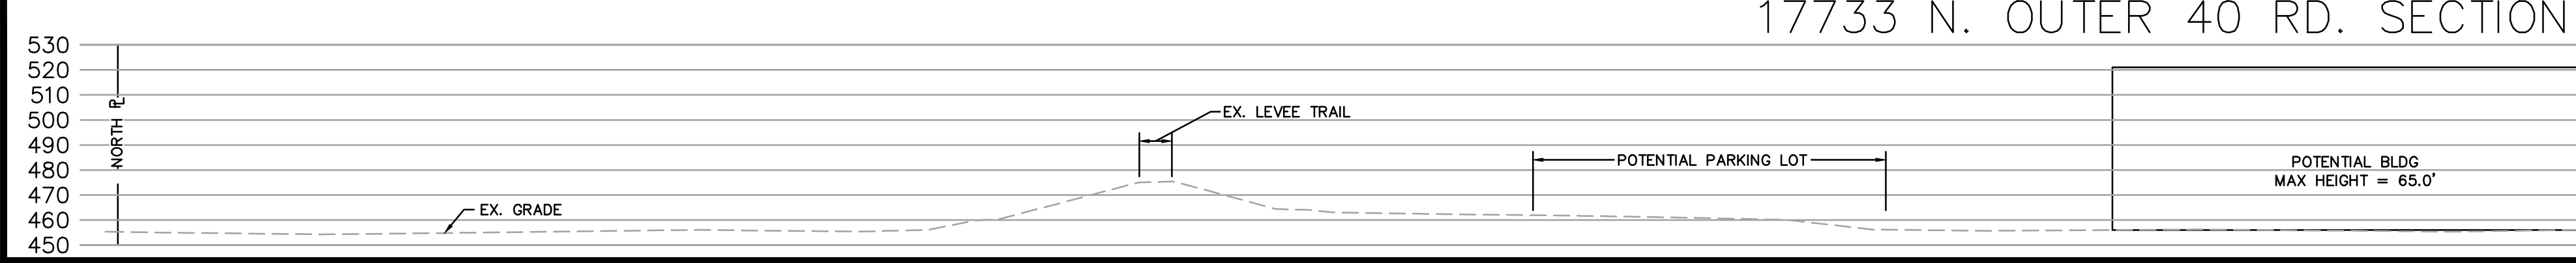 17733 N. OUTER 40 RD. SECTION
530
520
510
500
490
480
470
460
450
NORTH PL
EX. GRADE
EX. LEVEE TRAIL
POTENTIAL PARKING LOT
POTENTIAL BLDG
MAX HEIGHT = 65.0'